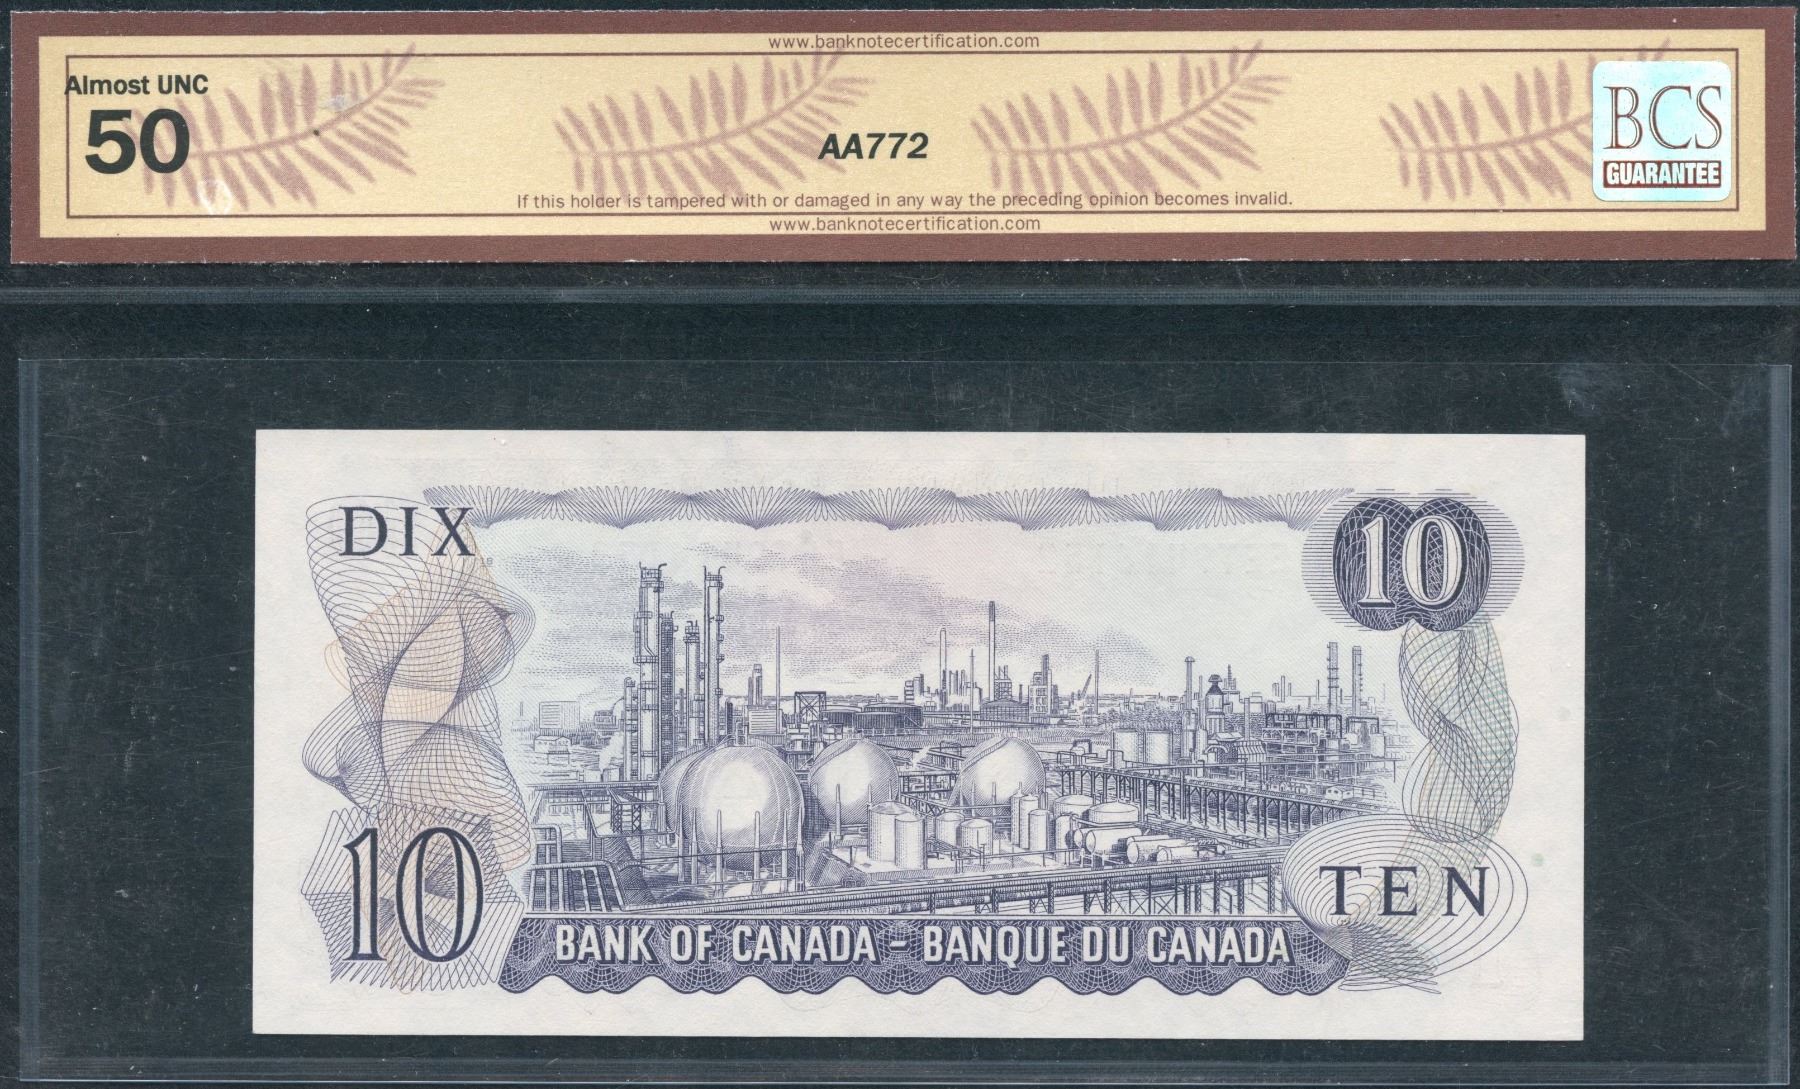 www.banknotecertification.com
Almost UNC
50
AA772
BCS
GUARANTEE
If this holder is tampered with or damaged in any way the preceding opinion becomes invalid.
www.banknotecertification.com
DIX
10
10
TEN
BANK OF CANADA – BANQUE DU CANADA